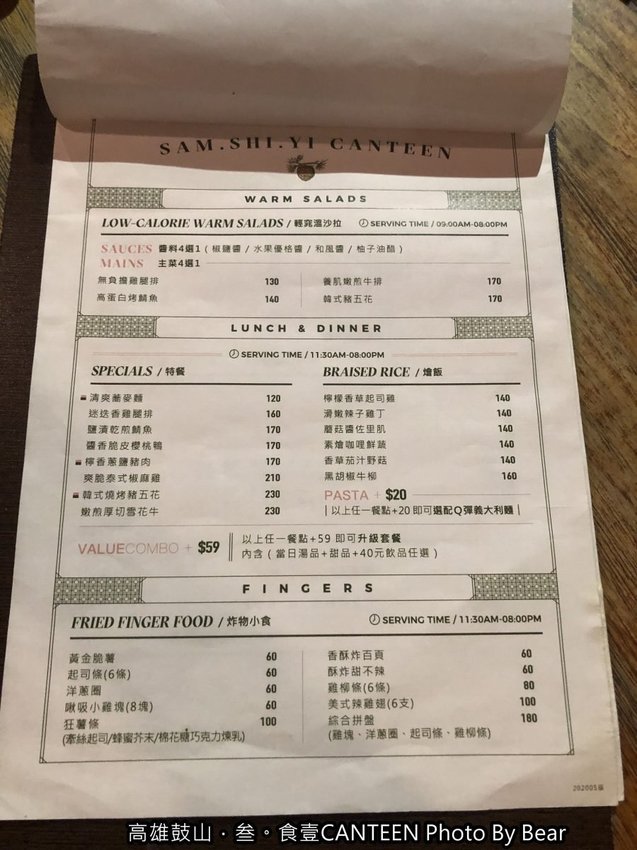 SAM.SHI.YI CANTEEN
WARM SALADS
LOW-CALORIE WARM SALADS / 輕窕溫沙拉 SERVING TIME / 09:00AM-08:00PM
SAUCES 醬料4選1 ( 椒鹽醬 / 水果優格醬 / 和風醬 / 柚子油醋 )
MAINS 主菜4選1
無負擔雞腿排 130 養肌嫩煎牛排 170
高蛋白烤鯖魚 140 韓式豬五花 170
LUNCH & DINNER
SERVING TIME / 11:30AM-08:00PM
SPECIALS / 特餐 BRAISED RICE / 燴飯
清爽蕎麥麵 120 檸檬香草起司雞 140
迷迭香雞腿排 160 滑嫩辣子雞丁 140
鹽漬乾煎鯖魚 170 蘑菇醬佐里肌 140
醬香脆皮櫻桃鴨 170 素燴咖哩鮮蔬 140
檸香蔥鹽豬肉 170 香草茄汁野菇 140
爽脆泰式椒麻雞 210 黑胡椒牛柳 160
韓式燒烤豬五花 230 PASTA + $20
嫩煎厚切雪花牛 230 | 以上任一餐點+20 即可選配Q彈義大利麵 |
VALUECOMBO + $59 以上任一餐點+59 即可升級套餐
內含 ( 當日湯品+甜品+40元飲品任選 )
FINGERS
FRIED FINGER FOOD / 炸物小食 SERVING TIME / 11:30AM-08:00PM
黃金脆薯 60 香酥炸百頁 60
起司條(6條) 60 酥炸甜不辣 60
洋蔥圈 60 雞柳條(6條) 80
啾吸小雞塊(8塊) 60 美式辣雞翅(6支) 100
狂薯條 100 綜合拼盤 180
(牽絲起司/蜂蜜芥末/棉花糖巧克力煉乳) (雞塊、洋蔥圈、起司條、雞柳條)
202005版
高雄鼓山．叁。食壹CANTEEN Photo By Bear